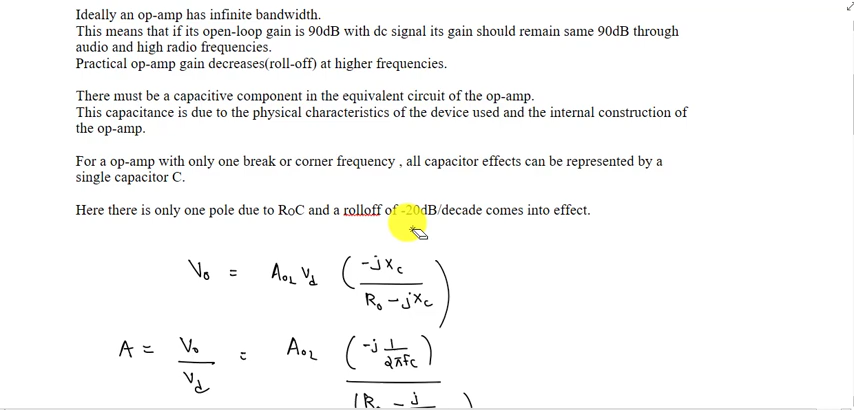 Ideally an op-amp has infinite bandwidth.
This means that if its open-loop gain is 90dB with dc signal its gain should remain same 90dB through
audio and high radio frequencies.
Practical op-amp gain decreases(roll-off) at higher frequencies.
There must be a capacitive component in the equivalent circuit of the op-amp.
This capacitance is due to the physical characteristics of the device used and the internal construction of
the op-amp.
For a op-amp with only one break or corner frequency , all capacitor effects can be represented by a
single capacitor C.
Here there is only one pole due to RoC and a rolloff of -20dB/decade comes into effect.
Vo = AOL Vd (-jXc / Ro - jXc)
A = Vo / Vd = AOL (-j 1 / 2πfC) / (Ro - j